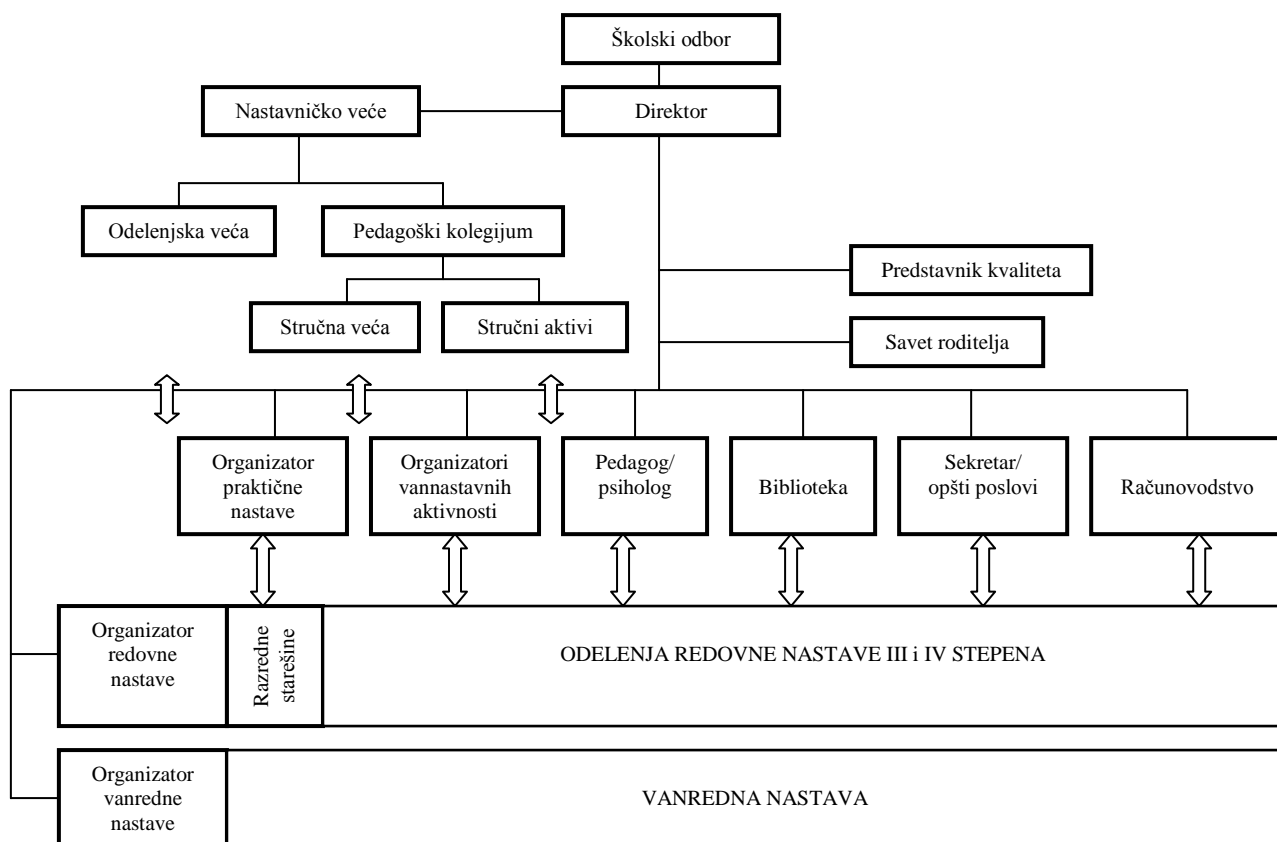 Školski odbor
Nastavničko veće
Direktor
Odelenjska veća
Pedagoški kolegijum
Predstavnik kvaliteta
Stručna veća
Stručni aktivi
Savet roditelja
Organizator
praktične
nastave
Organizatori
vannastavnih
aktivnosti
Pedagog/
psiholog
Biblioteka
Sekretar/
opšti poslovi
Računovodstvo
Organizator
redovne
nastave
Razredne
starešine
ODELENJA REDOVNE NASTAVE III i IV STEPENA
Organizator
vanredne
nastave
VANREDNA NASTAVA